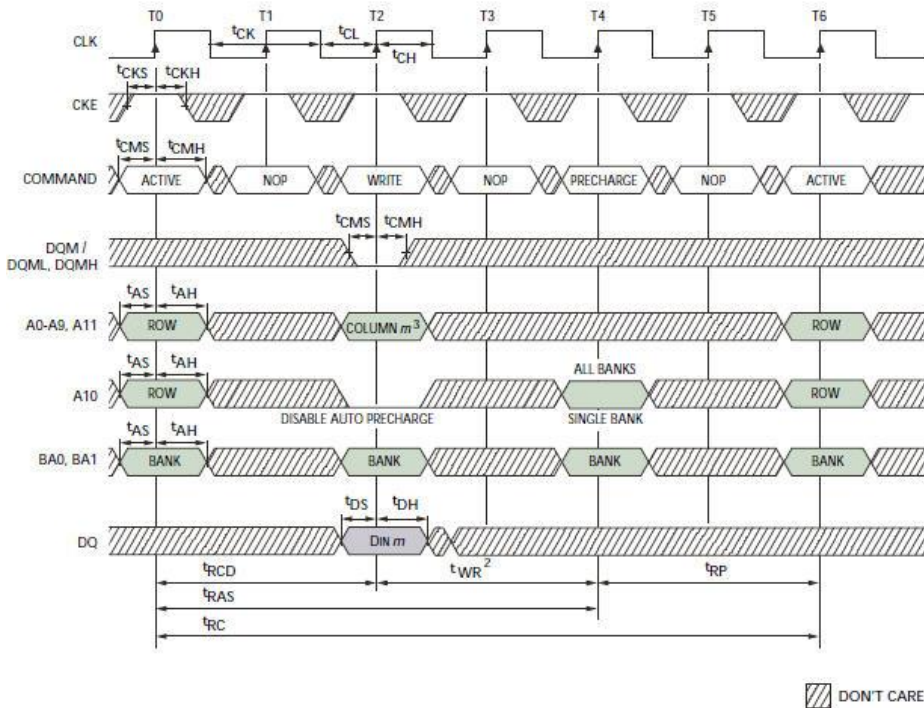 T0 T1 T2 T3 T4 T5 T6
tCK tCL
CLK
tCH
tCKS tCKH
CKE
tCMS tCMH
COMMAND ACTIVE NOP WRITE NOP PRECHARGE NOP ACTIVE
tCMS tCMH
DQM /
DQML, DQMH
tAS tAH
A0-A9, A11 ROW COLUMN m3 ROW
tAS tAH ALL BANKS
A10 ROW ROW
DISABLE AUTO PRECHARGE SINGLE BANK
tAS tAH
BA0, BA1 BANK BANK BANK BANK
tDS tDH
DQ DIN m
tRCD tWR2 tRP
tRAS
tRC
DON'T CARE